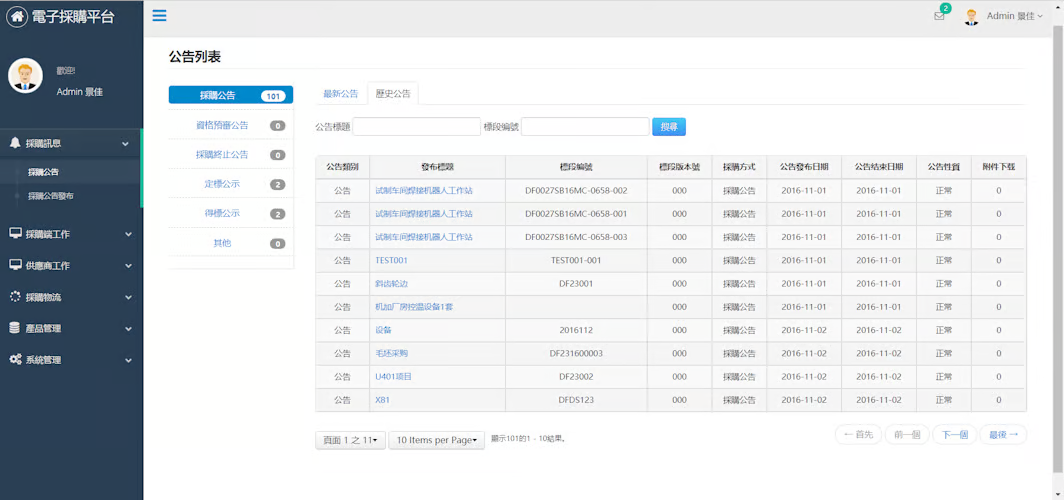 電子採購平台
2
Admin 景佳
歡迎!
Admin 景佳
採購訊息
採購公告
採購公告發布
採購端工作
供應商工作
採購物流
產品管理
系統管理
公告列表
採購公告 101
資格預審公告 0
採購終止公告 0
定標公示 2
得標公示 2
其他 0
最新公告 歷史公告
公告標題 標段編號 搜尋
公告類別 發布標題 標段編號 標段版本號 採購方式 公告發布日期 公告結束日期 公告性質 附件下載
公告 试制车间焊接机器人工作站 DF0027SB16MC-0658-002 000 採購公告 2016-11-01 2016-11-01 正常 0
公告 试制车间焊接机器人工作站 DF0027SB16MC-0658-001 000 採購公告 2016-11-01 2016-11-01 正常 0
公告 试制车间焊接机器人工作站 DF0027SB16MC-0658-003 000 採購公告 2016-11-01 2016-11-01 正常 0
公告 TEST001 TEST001-001 000 採購公告 2016-11-01 2016-11-01 正常 0
公告 斜齿轮边 DF23001 000 採購公告 2016-11-01 2016-11-01 正常 0
公告 机加厂房控温设备1套 000 採購公告 2016-11-01 2016-11-01 正常 0
公告 设备 2016112 000 採購公告 2016-11-02 2016-11-02 正常 0
公告 毛坯采购 DF231600003 000 採購公告 2016-11-02 2016-11-02 正常 0
公告 U401项目 DF23002 000 採購公告 2016-11-02 2016-11-02 正常 0
公告 XB1 DFDS123 000 採購公告 2016-11-02 2016-11-02 正常 0
頁面 1 之 11 10 Items per Page 顯示101的1 - 10結果。
← 首先 前一個 下一個 最後 →